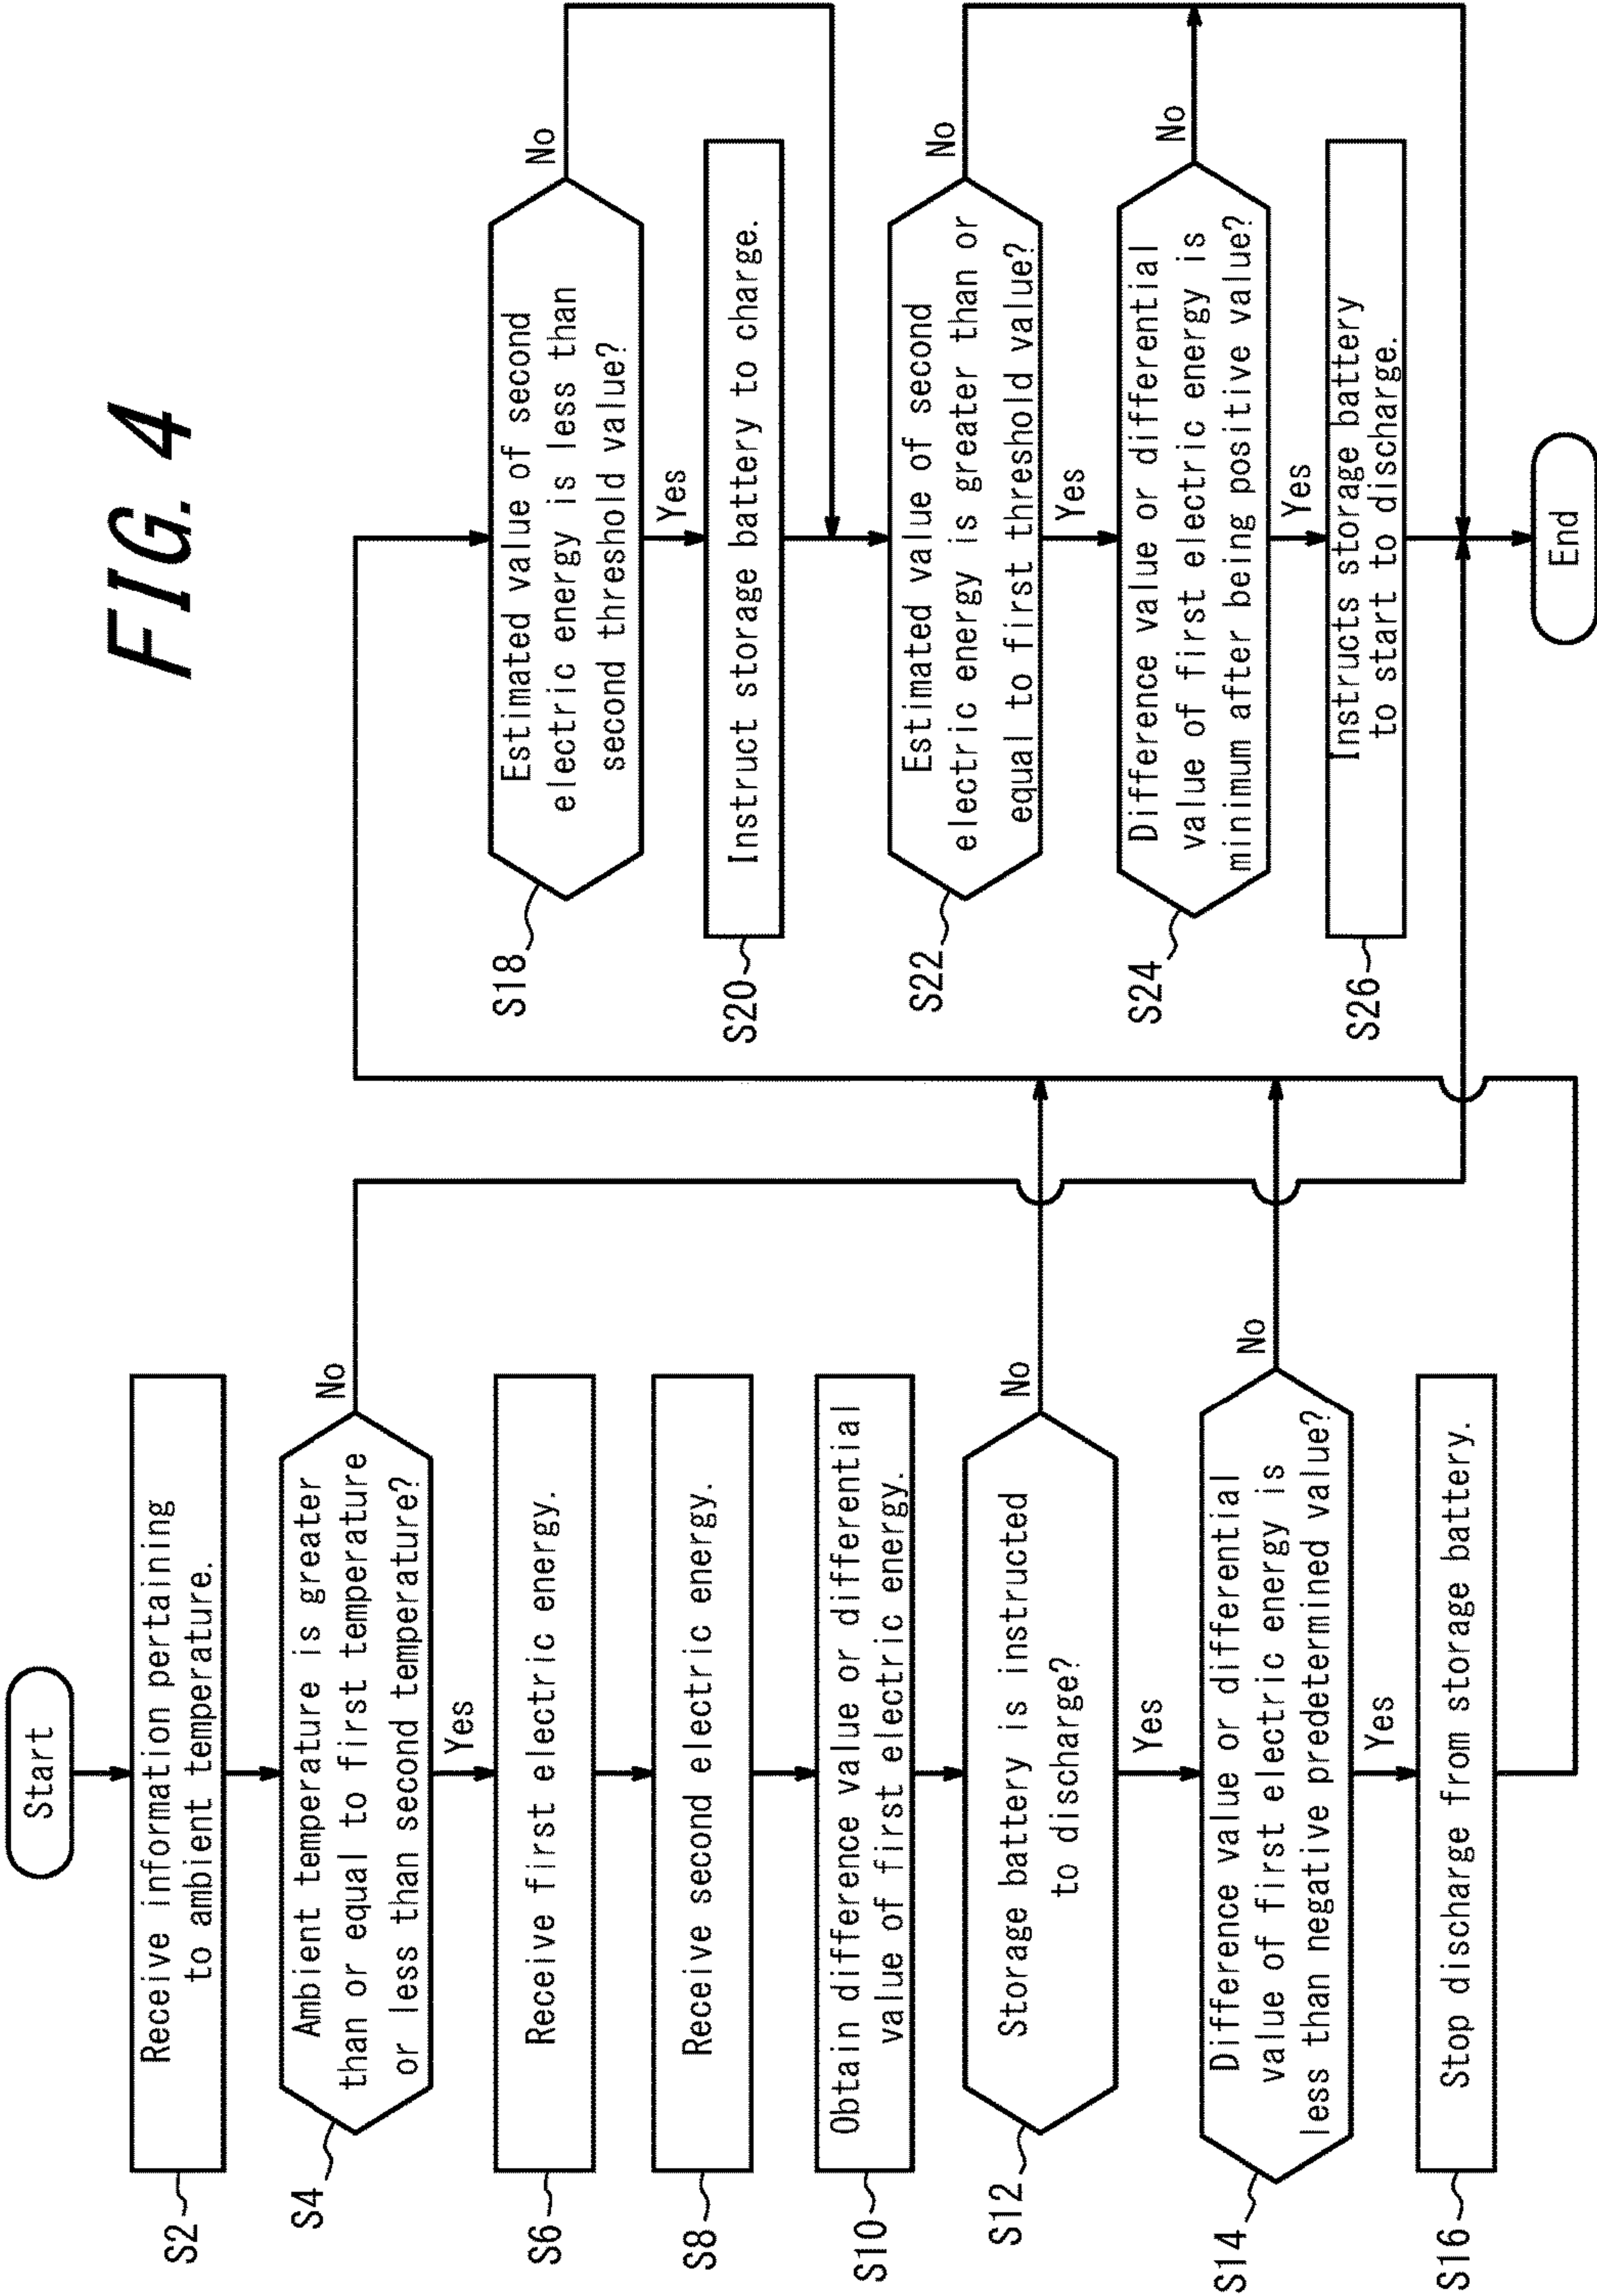 FIG. 4
Start
S2
Receive information pertaining
to ambient temperature.
S4
Ambient temperature is greater
than or equal to first temperature
or less than second temperature?
No
Yes
S6
Receive first electric energy.
S8
Receive second electric energy.
S10
Obtain difference value or differential
value of first electric energy.
S12
Storage battery is instructed
to discharge?
No
Yes
S14
Difference value or differential
value of first electric energy is
less than negative predetermined value?
No
Yes
S16
Stop discharge from storage battery.
S18
Estimated value of second
electric energy is less than
second threshold value?
No
Yes
S20
Instruct storage battery to charge.
S22
Estimated value of second
electric energy is greater than or
equal to first threshold value?
No
Yes
S24
Difference value or differential
value of first electric energy is
minimum after being positive value?
No
Yes
S26
Instructs storage battery
to start to discharge.
End